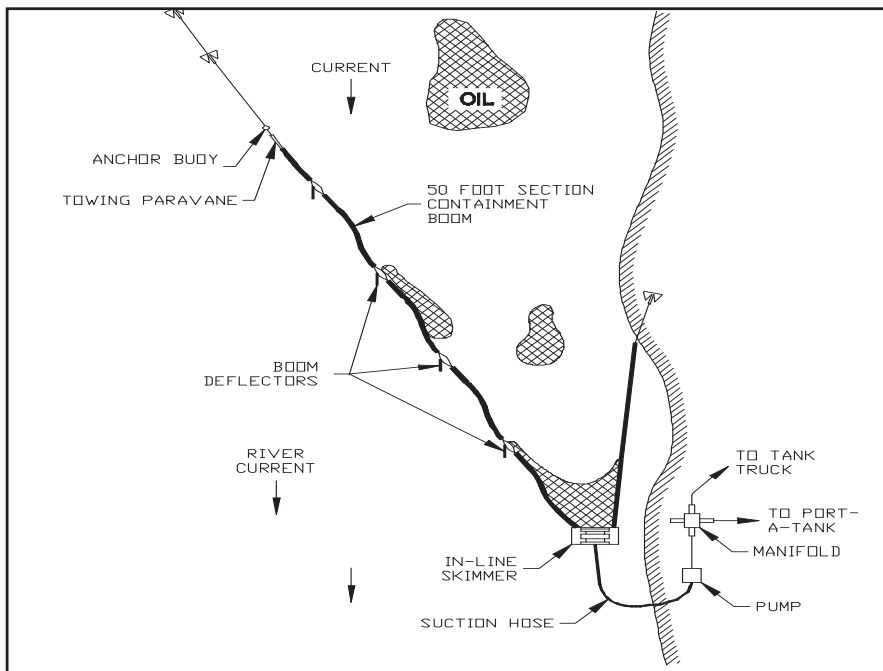 CURRENT
OIL
ANCHOR BUOY
TOWING PARAVANE
50 FOOT SECTION
CONTAINMENT
BOOM
BOOM
DEFLECTORS
RIVER
CURRENT
TO TANK
TRUCK
TO PORT-
A-TANK
MANIFOLD
IN-LINE
SKIMMER
PUMP
SUCTION HOSE